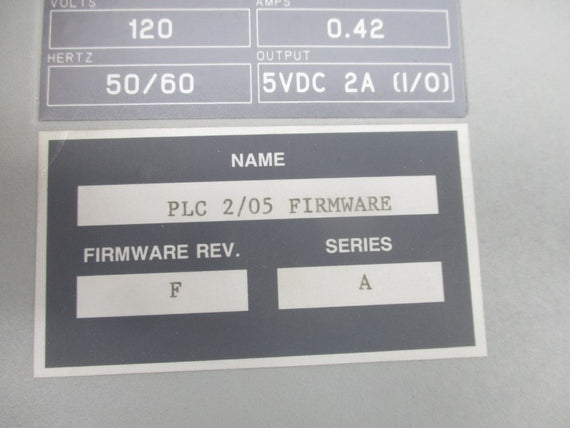 VOLTS AMPS
120 0.42
HERTZ OUTPUT
50/60 5VDC 2A (I/O)
NAME
PLC 2/05 FIRMWARE
FIRMWARE REV. SERIES
F A